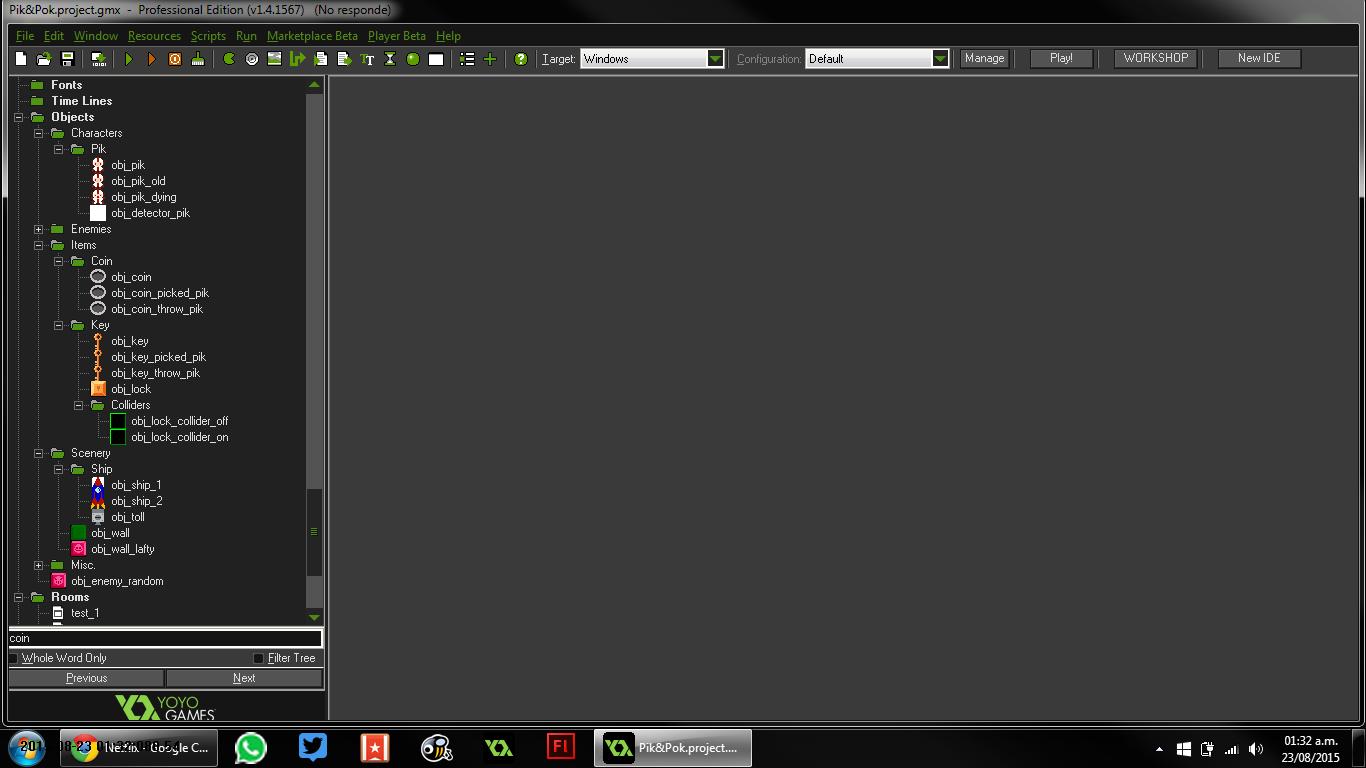 Pik&Pok.project.gmx - Professional Edition (v1.4.1567) (No responde)
File Edit Window Resources Scripts Run Marketplace Beta Player Beta Help
Target: Windows Configuration: Default Manage Play! WORKSHOP New IDE
Fonts
Time Lines
Objects
Characters
Pik
obj_pik
obj_pik_old
obj_pik_dying
obj_detector_pik
Enemies
Items
Coin
obj_coin
obj_coin_picked_pik
obj_coin_throw_pik
Key
obj_key
obj_key_picked_pik
obj_key_throw_pik
obj_lock
Colliders
obj_lock_collider_off
obj_lock_collider_on
Scenery
Ship
obj_ship_1
obj_ship_2
obj_toll
obj_wall
obj_wall_lafty
Misc.
obj_enemy_random
Rooms
test_1
coin
Whole Word Only Filter Tree
Previous Next
YOYO
GAMES
Google C...
Fl
Pik&Pok.project....
01:32 a.m.
23/08/2015